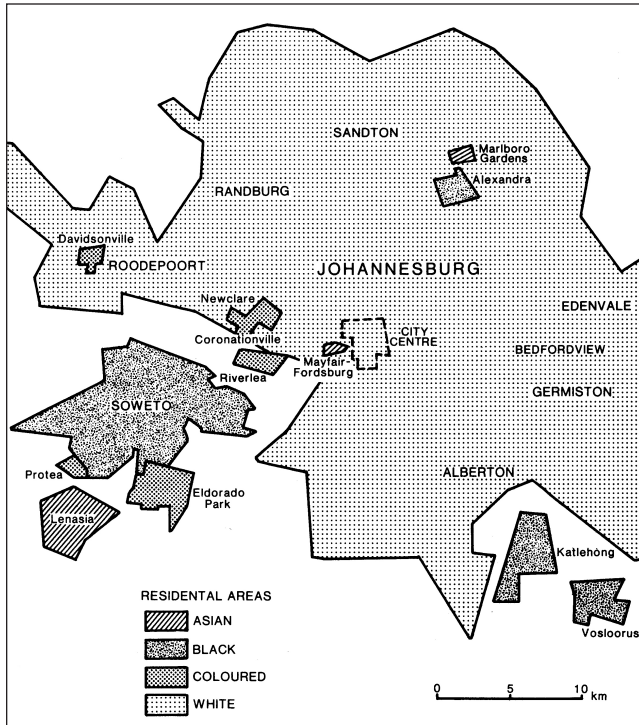 SANDTON
Marlboro
Gardens
Alexandra
RANDBURG
Davidsonville
ROODEPOORT
JOHANNESBURG
Newclare
EDENVALE
Coronationville
CITY
CENTRE
Mayfair-
Fordsburg
BEDFORDVIEW
Riverlea
GERMISTON
SOWETO
ALBERTON
Protea
Eldorado
Park
Lenasia
Katlehong
Vosloorus
RESIDENTAL AREAS
ASIAN
BLACK
COLOURED
WHITE
0 5 10
km